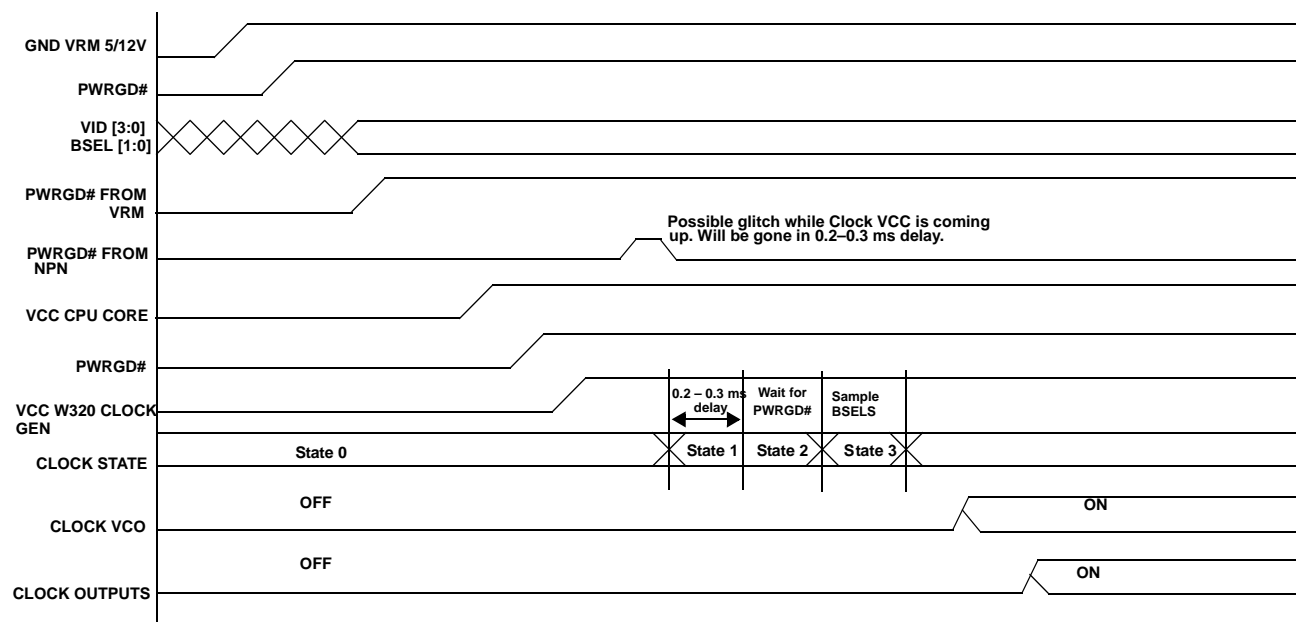 GND VRM 5/12V
PWRGD#
VID [3:0]
BSEL [1:0]
PWRGD# FROM
VRM
Possible glitch while Clock VCC is coming
up. Will be gone in 0.2–0.3 ms delay.
PWRGD# FROM
NPN
VCC CPU CORE
PWRGD#
0.2 – 0.3 ms
delay
Wait for
PWRGD#
Sample
BSELS
VCC W320 CLOCK
GEN
CLOCK STATE
State 0
State 1
State 2
State 3
OFF
ON
CLOCK VCO
OFF
ON
CLOCK OUTPUTS